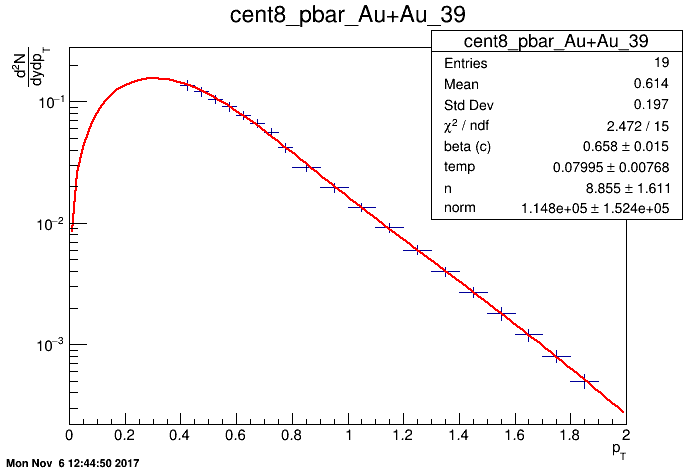 cent8_pbar_Au+Au_39
d²N
dydp_T
cent8_pbar_Au+Au_39
Entries 19
Mean 0.614
Std Dev 0.197
χ² / ndf 2.472 / 15
beta (c) 0.658 ± 0.015
temp 0.07995 ± 0.00768
n 8.855 ± 1.611
norm 1.148e+05 ± 1.524e+05
10⁻¹
10⁻²
10⁻³
0 0.2 0.4 0.6 0.8 1 1.2 1.4 1.6 1.8 2
p_T
Mon Nov 6 12:44:50 2017